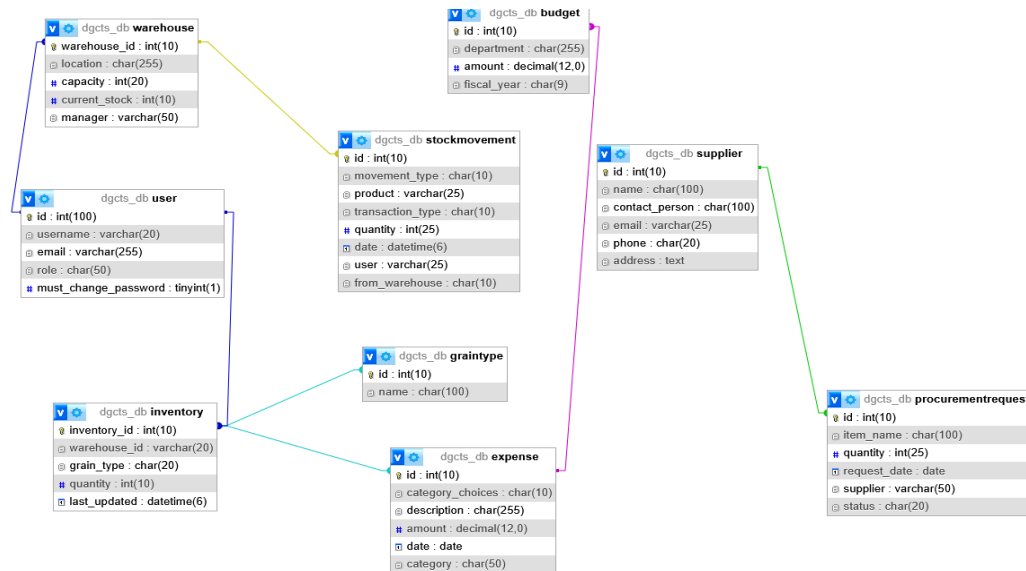 dgcts_db warehouse
warehouse_id : int(10)
location : char(255)
capacity : int(20)
current_stock : int(10)
manager : varchar(50)
dgcts_db budget
id : int(10)
department : char(255)
amount : decimal(12,0)
fiscal_year : char(9)
dgcts_db stockmovement
id : int(10)
movement_type : char(10)
product : varchar(25)
transaction_type : char(10)
quantity : int(25)
date : datetime(6)
user : varchar(25)
from_warehouse : char(10)
dgcts_db supplier
id : int(10)
name : char(100)
contact_person : char(100)
email : varchar(25)
phone : char(20)
address : text
dgcts_db user
id : int(100)
username : varchar(20)
email : varchar(255)
role : char(50)
must_change_password : tinyint(1)
dgcts_db graintype
id : int(10)
name : char(100)
dgcts_db inventory
inventory_id : int(10)
warehouse_id : varchar(20)
grain_type : char(20)
quantity : int(10)
last_updated : datetime(6)
dgcts_db expense
id : int(10)
category_choices : char(10)
description : char(255)
amount : decimal(12,0)
date : date
category : char(50)
dgcts_db procurementrequest
id : int(10)
item_name : char(100)
quantity : int(25)
request_date : date
supplier : varchar(50)
status : char(20)